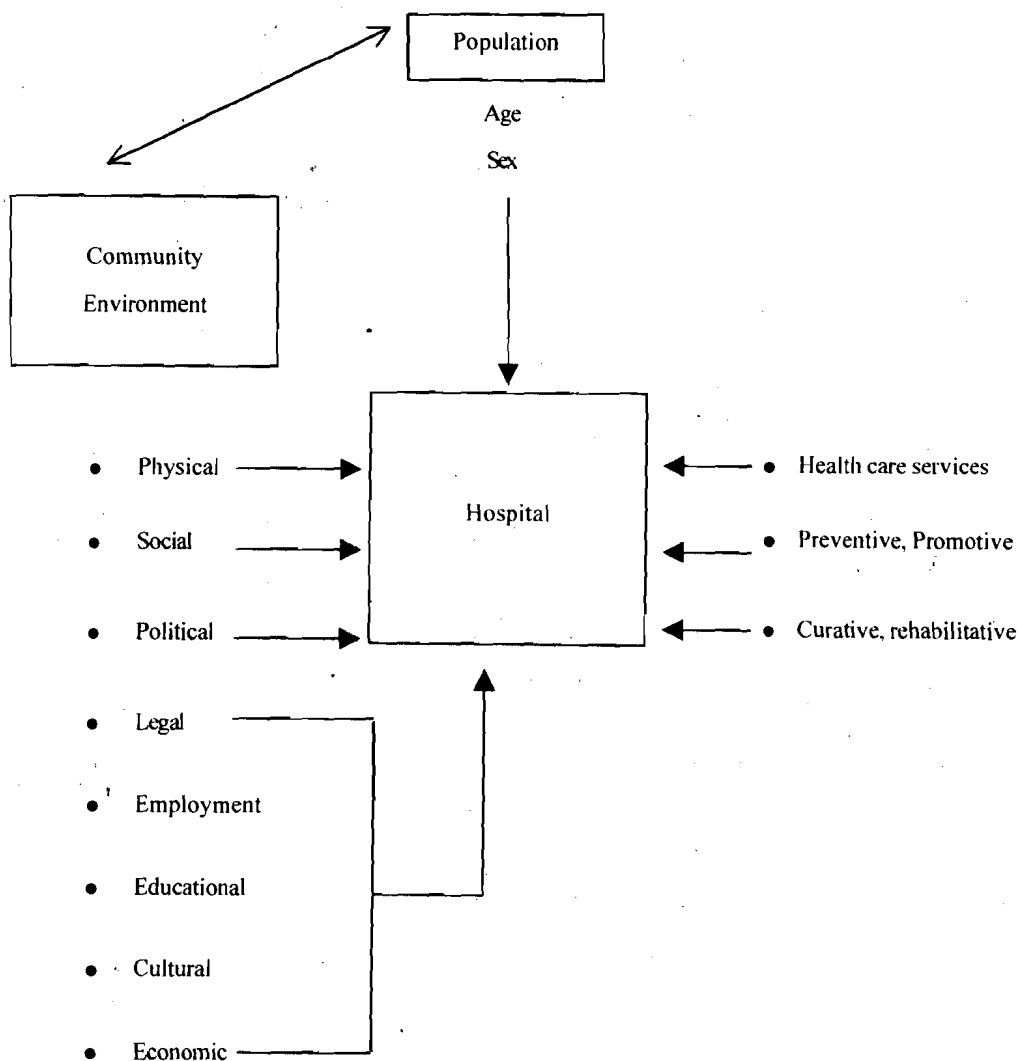 Population
Age
Sex
Community
Environment
Hospital
• Physical
• Social
• Political
• Legal
• Employment
• Educational
• Cultural
• Economic
• Health care services
• Preventive, Promotive
• Curative, rehabilitative